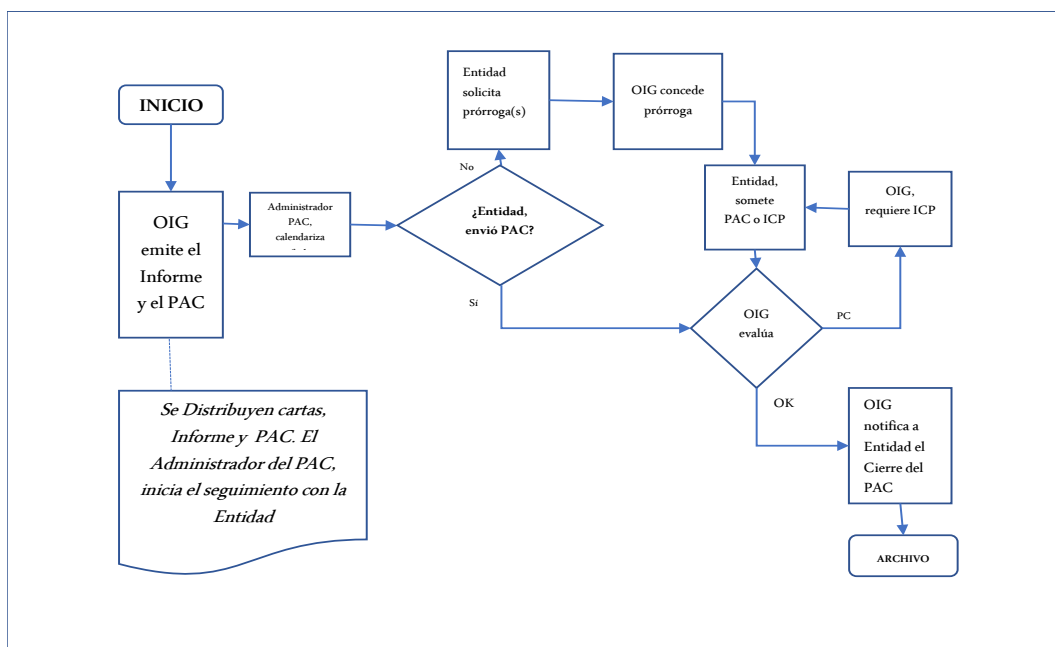 INICIO
OIG
emite el
Informe
y el PAC
Administrador
PAC,
calendariza
¿Entidad,
envió PAC?
No
Sí
Entidad
solicita
prórroga(s)
OIG concede
prórroga
Entidad,
somete
PAC o ICP
OIG,
requiere ICP
OIG
evalúa
PC
OK
OIG
notifica a
Entidad el
Cierre del
PAC
ARCHIVO
Se Distribuyen cartas,
Informe y PAC. El
Administrador del PAC,
inicia el seguimiento con la
Entidad